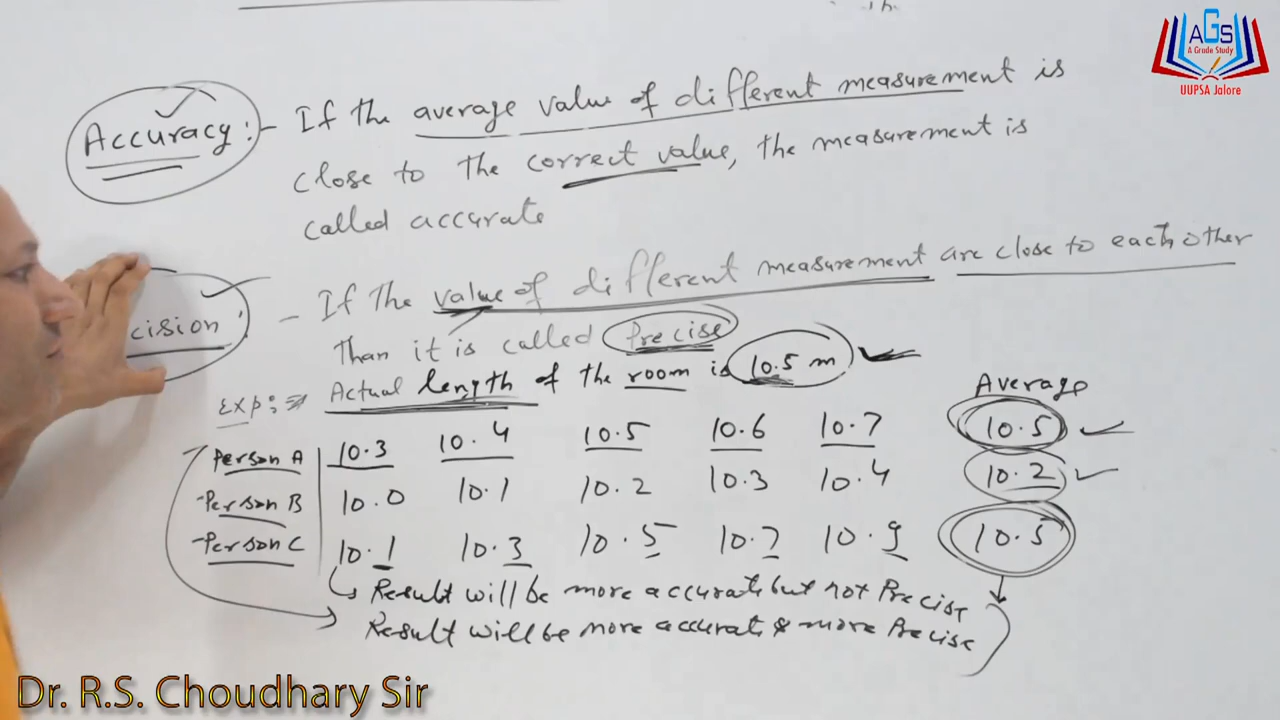 AGS
A Grade Study
UUPSA Jalore
Accuracy:- If the average value of different measurement is
close to the correct value, the measurement is
called accurate
cision: - If the value of different measurement are close to each other
Than it is called Precise
Exp:⇒ Actual length of the room is 10.5 m
Average
Person A 10.3 10.4 10.5 10.6 10.7 10.5
-Person B 10.0 10.1 10.2 10.3 10.4 10.2
-Person C 10.1 10.3 10.5 10.7 10.9 10.5
Result will be more accurate but not Precise
Result will be more accurate & more Precise
Dr. R.S. Choudhary Sir